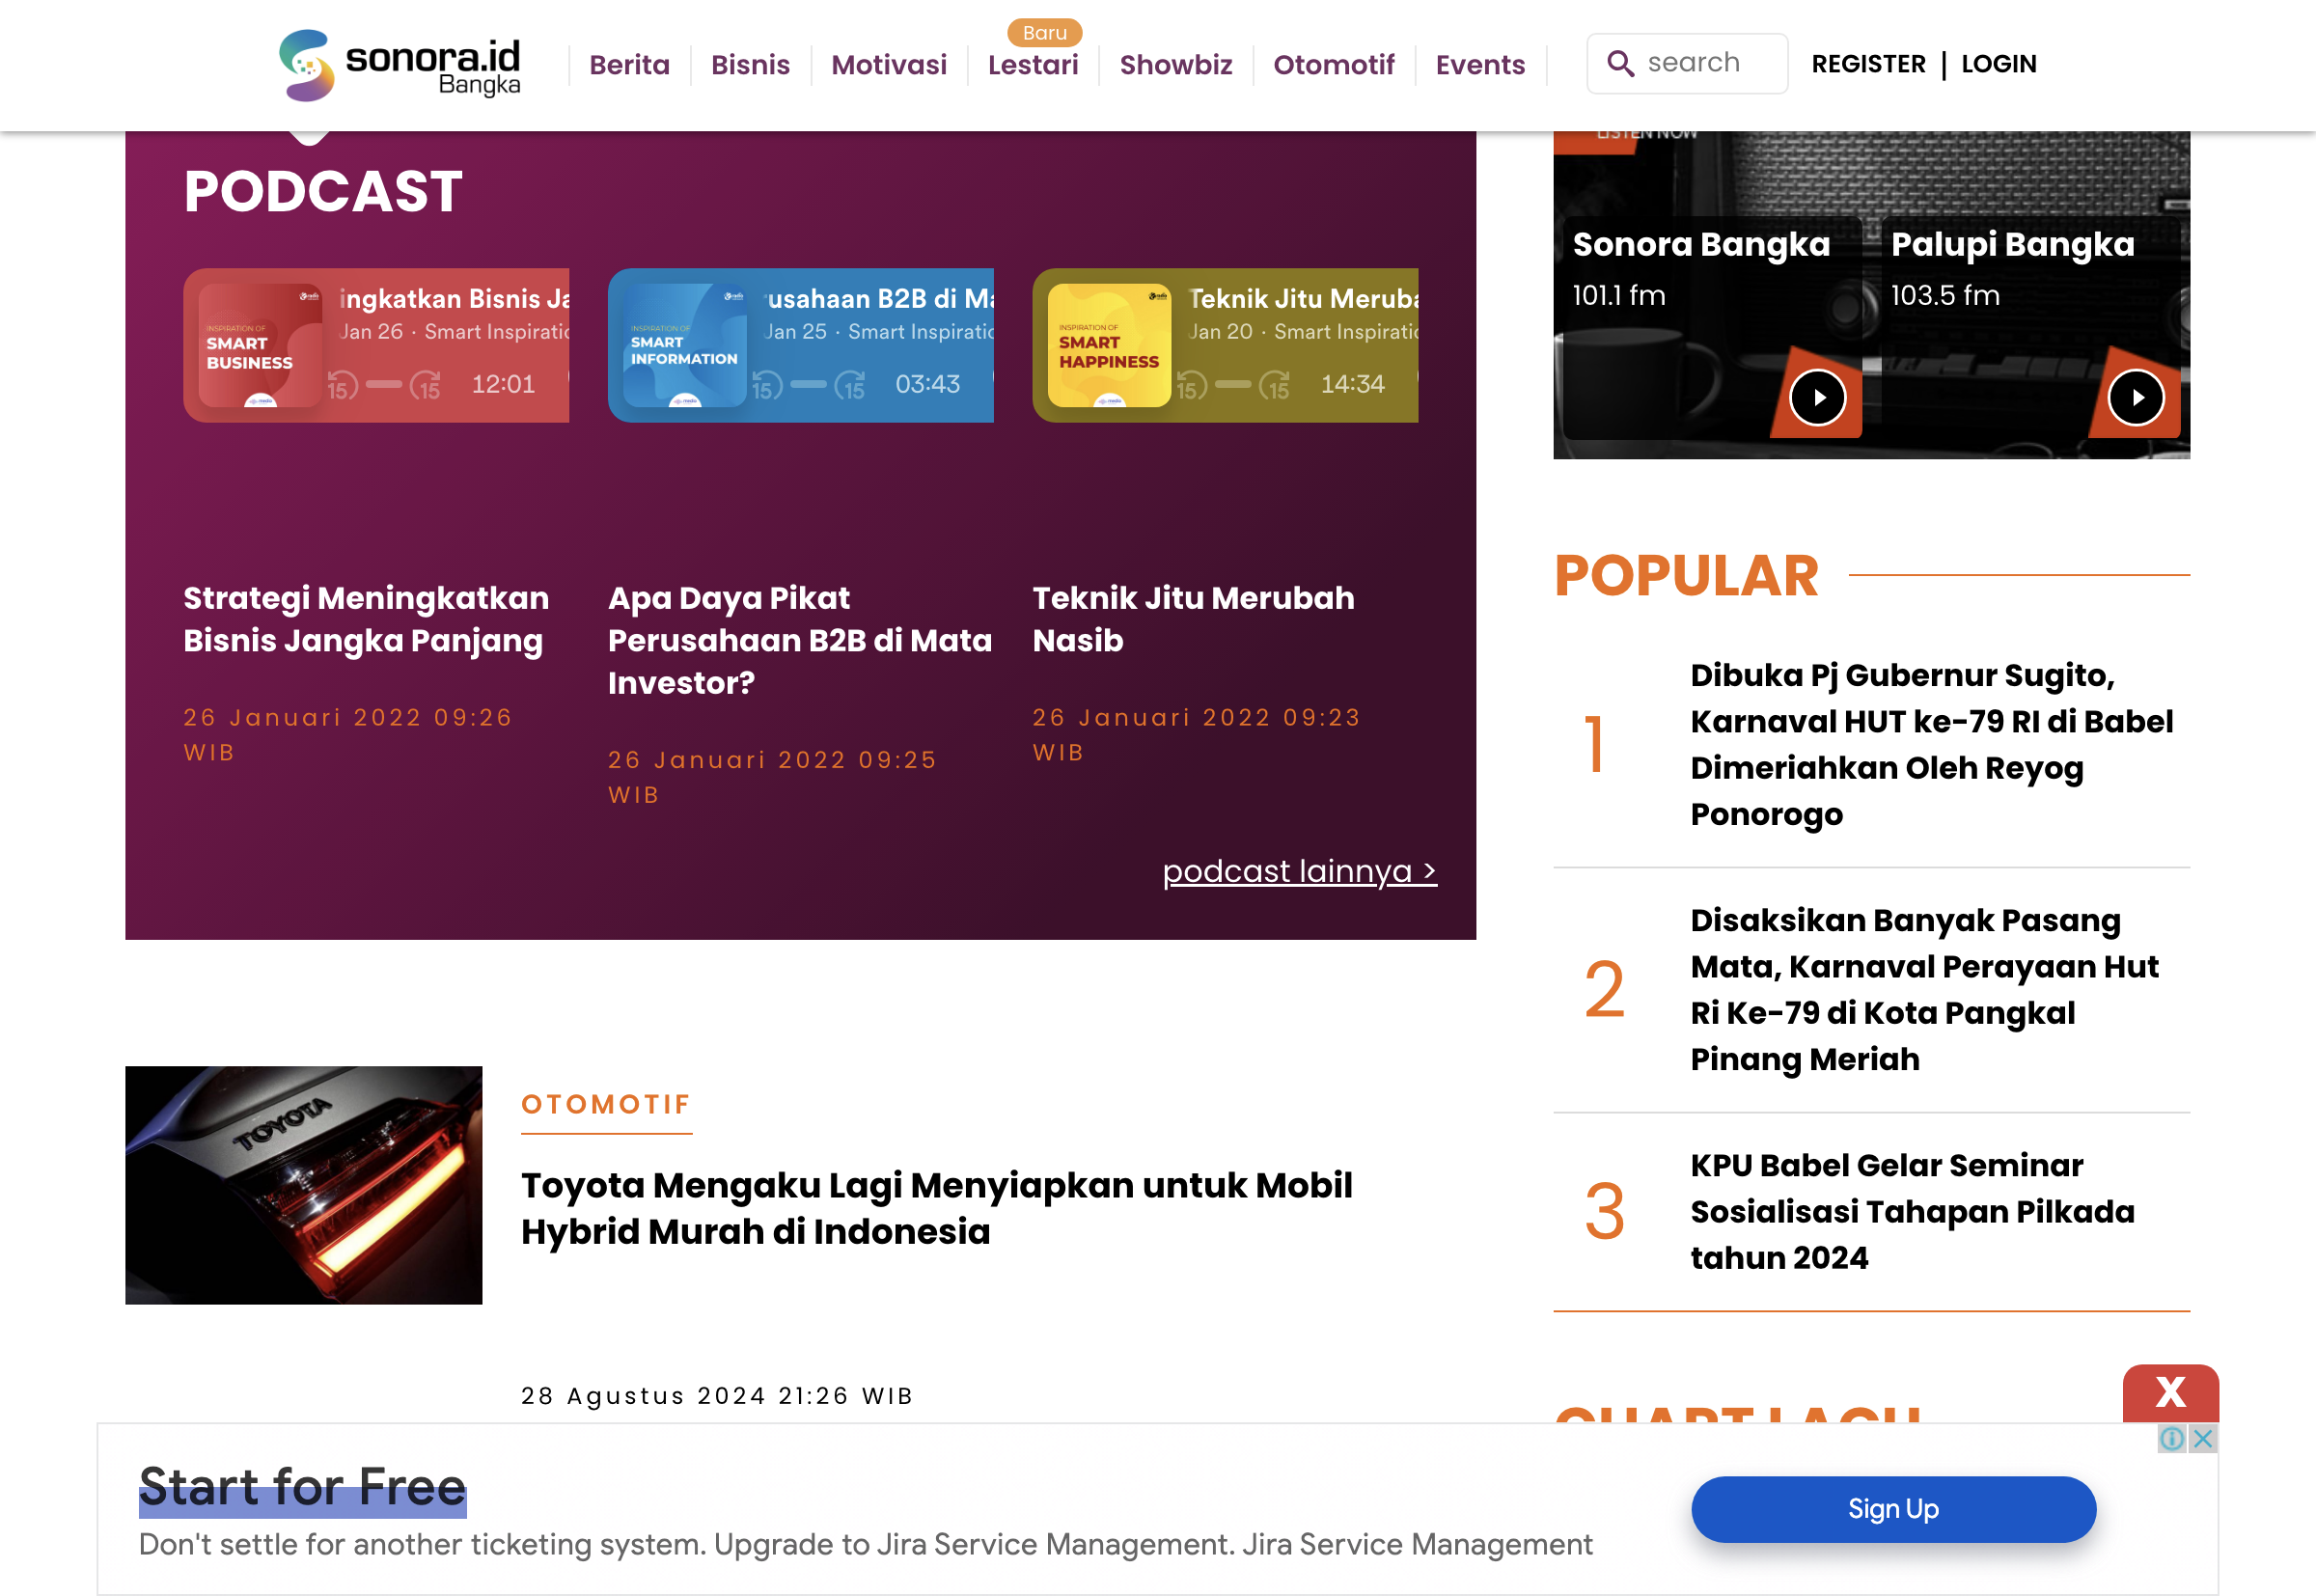 sonora.id
Bangka
Berita
Bisnis
Motivasi
Baru
Lestari
Showbiz
Otomotif
Events
search
REGISTER | LOGIN
PODCAST
INSPIRATION OF
SMART
BUSINESS
ingkatkan Bisnis Ja
Jan 26 · Smart Inspiratio
15 15 12:01
INSPIRATION OF
SMART
INFORMATION
usahaan B2B di Ma
Jan 25 · Smart Inspiratio
15 15 03:43
INSPIRATION OF
SMART
HAPPINESS
Teknik Jitu Meruba
Jan 20 · Smart Inspiratio
15 15 14:34
Strategi Meningkatkan
Bisnis Jangka Panjang
26 Januari 2022 09:26
WIB
Apa Daya Pikat
Perusahaan B2B di Mata
Investor?
26 Januari 2022 09:25
WIB
Teknik Jitu Merubah
Nasib
26 Januari 2022 09:23
WIB
podcast lainnya >
TOYOTA
OTOMOTIF
Toyota Mengaku Lagi Menyiapkan untuk Mobil
Hybrid Murah di Indonesia
28 Agustus 2024 21:26 WIB
LISTEN NOW
Sonora Bangka
101.1 fm
Palupi Bangka
103.5 fm
POPULAR
1
Dibuka Pj Gubernur Sugito,
Karnaval HUT ke-79 RI di Babel
Dimeriahkan Oleh Reyog
Ponorogo
2
Disaksikan Banyak Pasang
Mata, Karnaval Perayaan Hut
Ri Ke-79 di Kota Pangkal
Pinang Meriah
3
KPU Babel Gelar Seminar
Sosialisasi Tahapan Pilkada
tahun 2024
CHART LAGU
X
Start for Free
Don't settle for another ticketing system. Upgrade to Jira Service Management. Jira Service Management
Sign Up